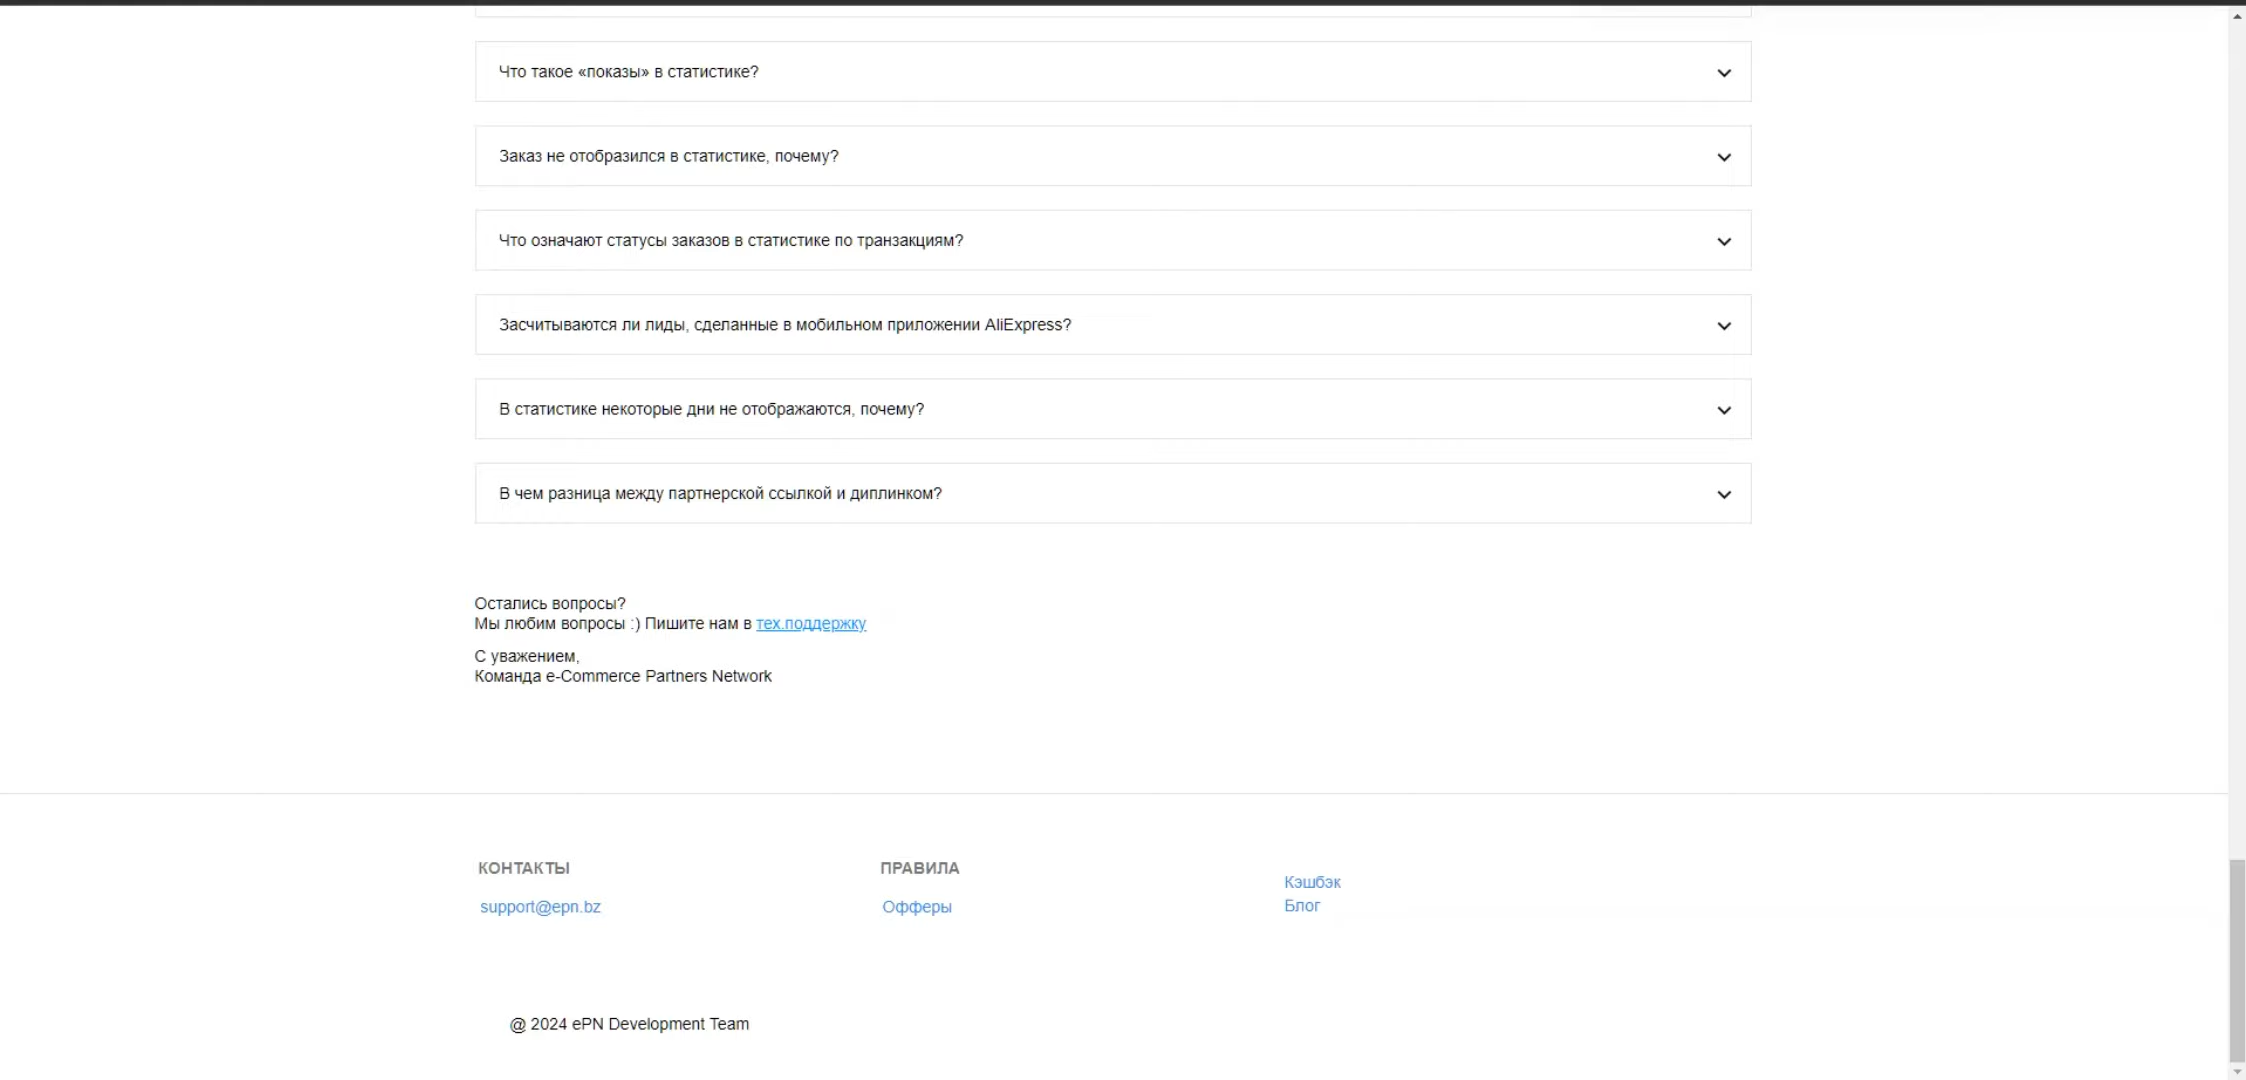 Что такое «показы» в статистике?
Заказ не отобразился в статистике, почему?
Что означают статусы заказов в статистике по транзакциям?
Засчитываются ли лиды, сделанные в мобильном приложении AliExpress?
В статистике некоторые дни не отображаются, почему?
В чем разница между партнерской ссылкой и диплинком?
Остались вопросы?
Мы любим вопросы :) Пишите нам в тех.поддержку
С уважением,
Команда e-Commerce Partners Network
КОНТАКТЫ
support@epn.bz
ПРАВИЛА
Офферы
Кэшбэк
Блог
@ 2024 ePN Development Team